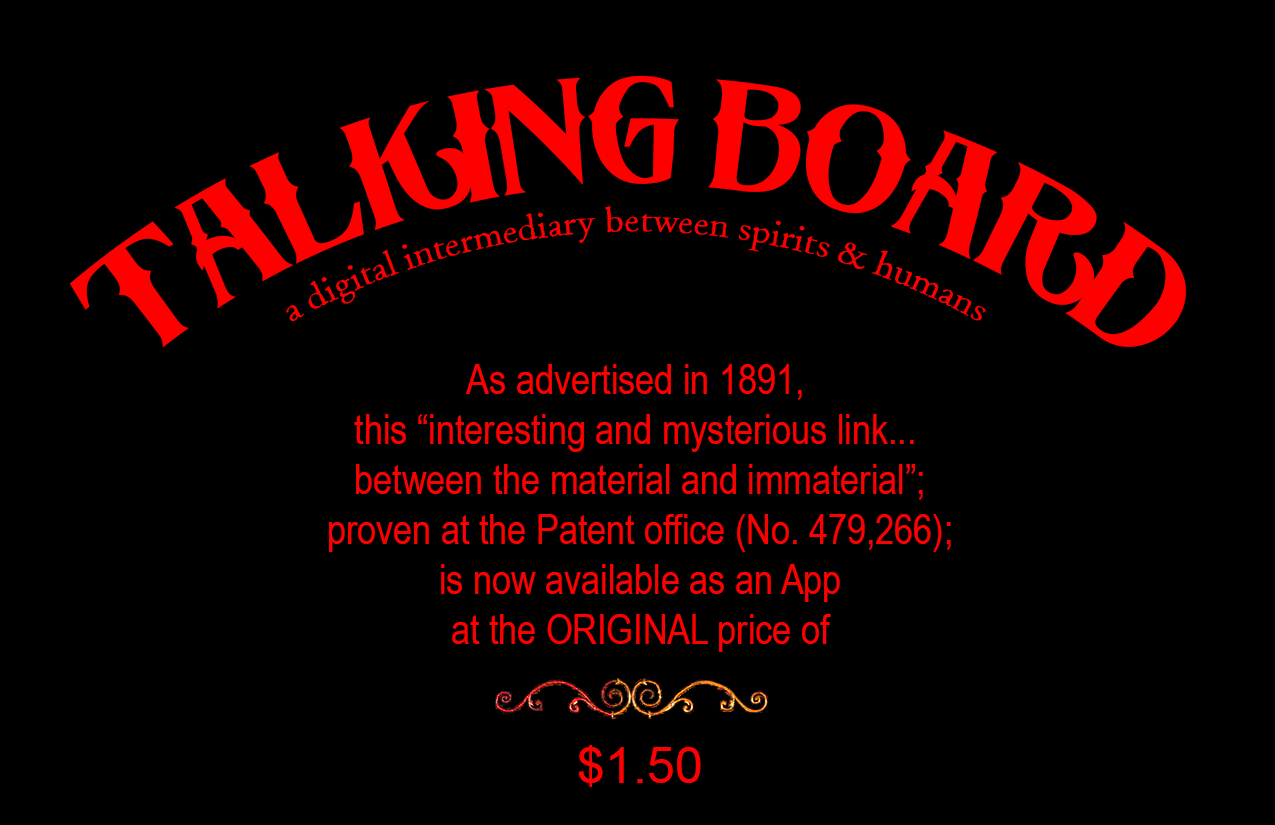 TALKING BOARD
a digital intermediary between spirits & humans
As advertised in 1891,
this “interesting and mysterious link...
between the material and immaterial”;
proven at the Patent office (No. 479,266);
is now available as an App
at the ORIGINAL price of
$1.50